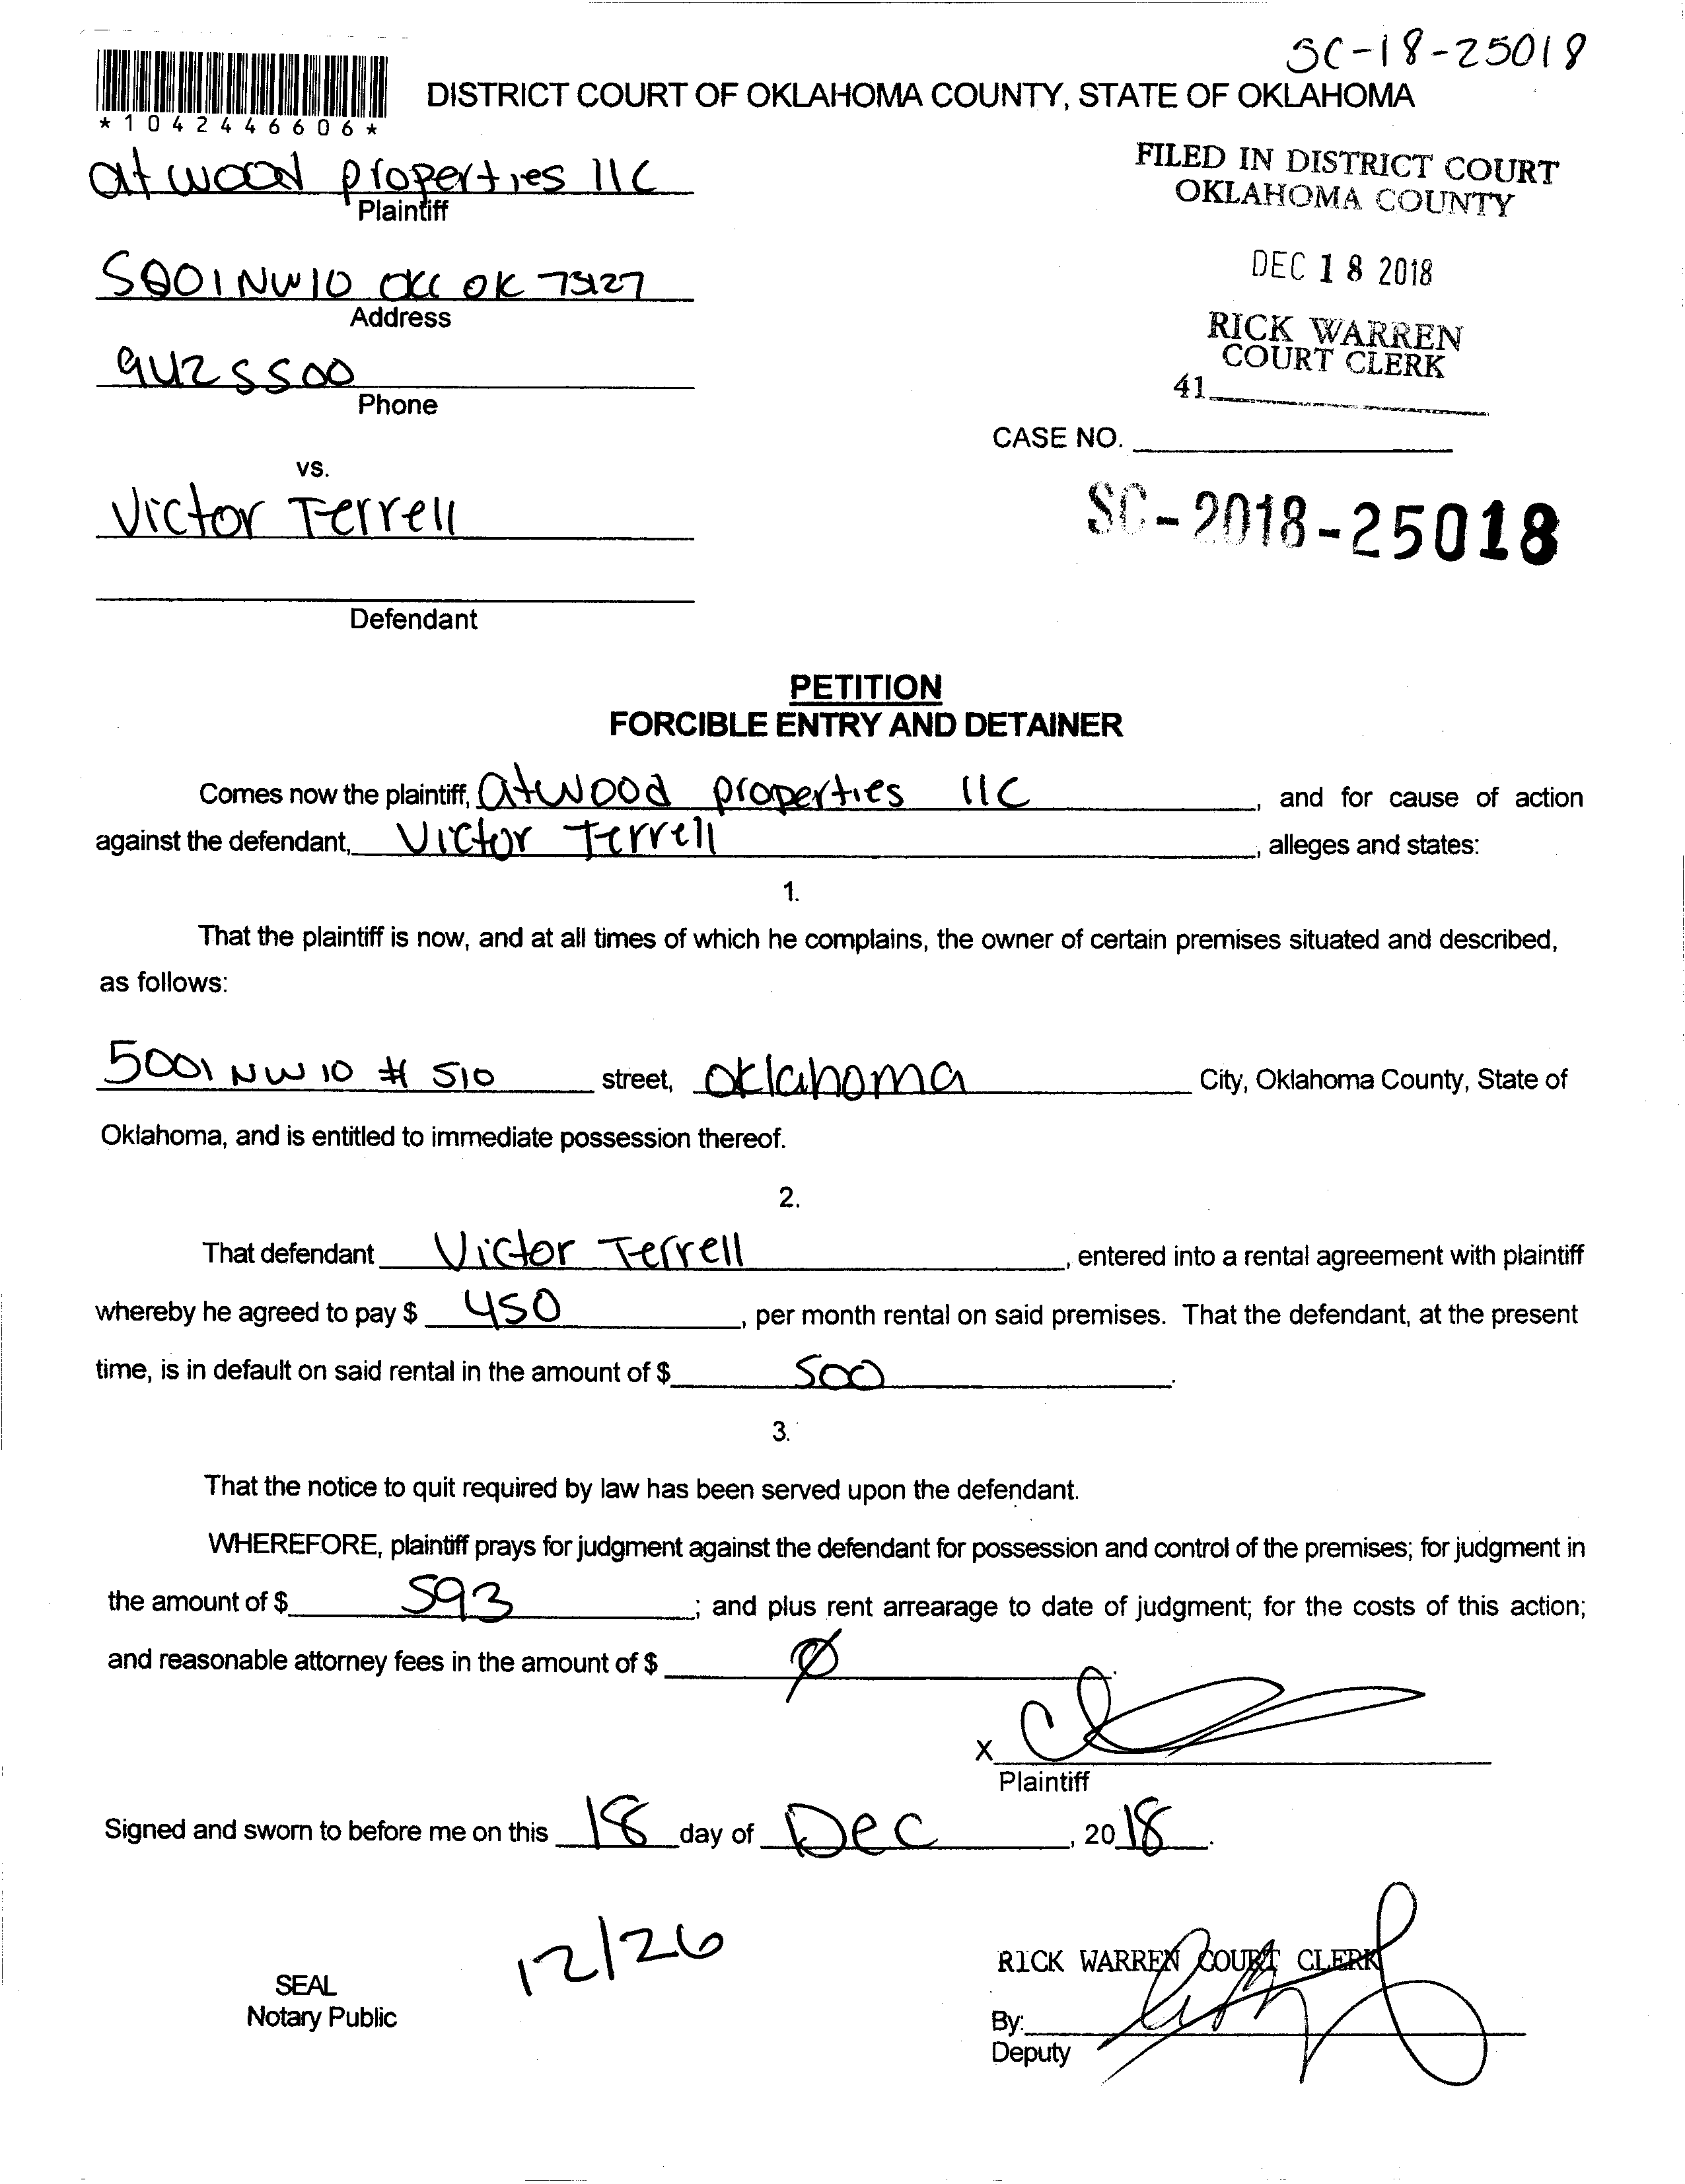 SC-18-25018
*1042446606*
DISTRICT COURT OF OKLAHOMA COUNTY, STATE OF OKLAHOMA
atwood properties llc
Plaintiff
FILED IN DISTRICT COURT
OKLAHOMA COUNTY
5001 NW 10 OKC OK 73127
Address
DEC 18 2018
RICK WARREN
COURT CLERK
41
942 5500
Phone
CASE NO.
vs.
Victor Terrell
SC-2018-25018
Defendant
PETITION
FORCIBLE ENTRY AND DETAINER
Comes now the plaintiff, atwood properties llc, and for cause of action
against the defendant, Victor Terrell, alleges and states:
1.
That the plaintiff is now, and at all times of which he complains, the owner of certain premises situated and described,
as follows:
5001 NW 10 # 510 street, oklahoma City, Oklahoma County, State of
Oklahoma, and is entitled to immediate possession thereof.
2.
That defendant Victor Terrell, entered into a rental agreement with plaintiff
whereby he agreed to pay $ 450, per month rental on said premises. That the defendant, at the present
time, is in default on said rental in the amount of $ 500.
3.
That the notice to quit required by law has been served upon the defendant.
WHEREFORE, plaintiff prays for judgment against the defendant for possession and control of the premises; for judgment in
the amount of $ 593; and plus rent arrearage to date of judgment; for the costs of this action;
and reasonable attorney fees in the amount of $ Ø.
X
Plaintiff
Signed and sworn to before me on this 18 day of Dec, 2018.
12/26
SEAL
Notary Public
RICK WARREN COURT CLERK
By:
Deputy